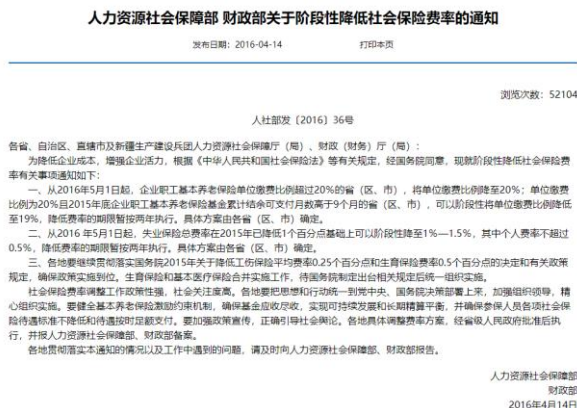 人力资源社会保障部 财政部关于阶段性降低社会保险费率的通知
发布日期：2016-04-14 打印本页
浏览次数：52104
人社部发〔2016〕36号
各省、自治区、直辖市及新疆生产建设兵团人力资源社会保障厅（局）、财政（财务）厅（局）：
为降低企业成本，增强企业活力，根据《中华人民共和国社会保险法》等有关规定，经国务院同意，现就阶段性降低社会保险费
率有关事项通知如下：
一、从2016年5月1日起，企业职工基本养老保险单位缴费比例超过20%的省（区、市），将单位缴费比例降至20%；单位缴费
比例为20%且2015年底企业职工基本养老保险基金累计结余可支付月数高于9个月的省（区、市），可以阶段性将单位缴费比例降低
至19%，降低费率的期限暂按两年执行。具体方案由各省（区、市）确定。
二、从2016年5月1日起，失业保险总费率在2015年已降低1个百分点基础上可以阶段性降至1%—1.5%，其中个人费率不超过
0.5%，降低费率的期限暂按两年执行。具体方案由各省（区、市）确定。
三、各地要继续贯彻落实国务院2015年关于降低工伤保险平均费率0.25个百分点和生育保险费率0.5个百分点的决定和有关政策
规定，确保政策实施到位。生育保险和基本医疗保险合并实施工作，待国务院制定出台相关规定后统一组织实施。
社会保险费率调整工作政策性强，社会关注度高。各地要把思想和行动统一到党中央、国务院决策部署上来，加强组织领导，精
心组织实施。要健全基本养老保险激励约束机制，确保基金应收尽收，实现可持续发展和长期精算平衡，并确保参保人员各项社会保
险待遇标准不降低和待遇按时足额支付。要加强政策宣传，正确引导社会舆论。各地具体调整费率方案，经省级人民政府批准后执
行，并报人力资源社会保障部、财政部备案。
各地贯彻落实本通知的情况以及工作中遇到的问题，请及时向人力资源社会保障部、财政部报告。
人力资源社会保障部
财政部
2016年4月14日